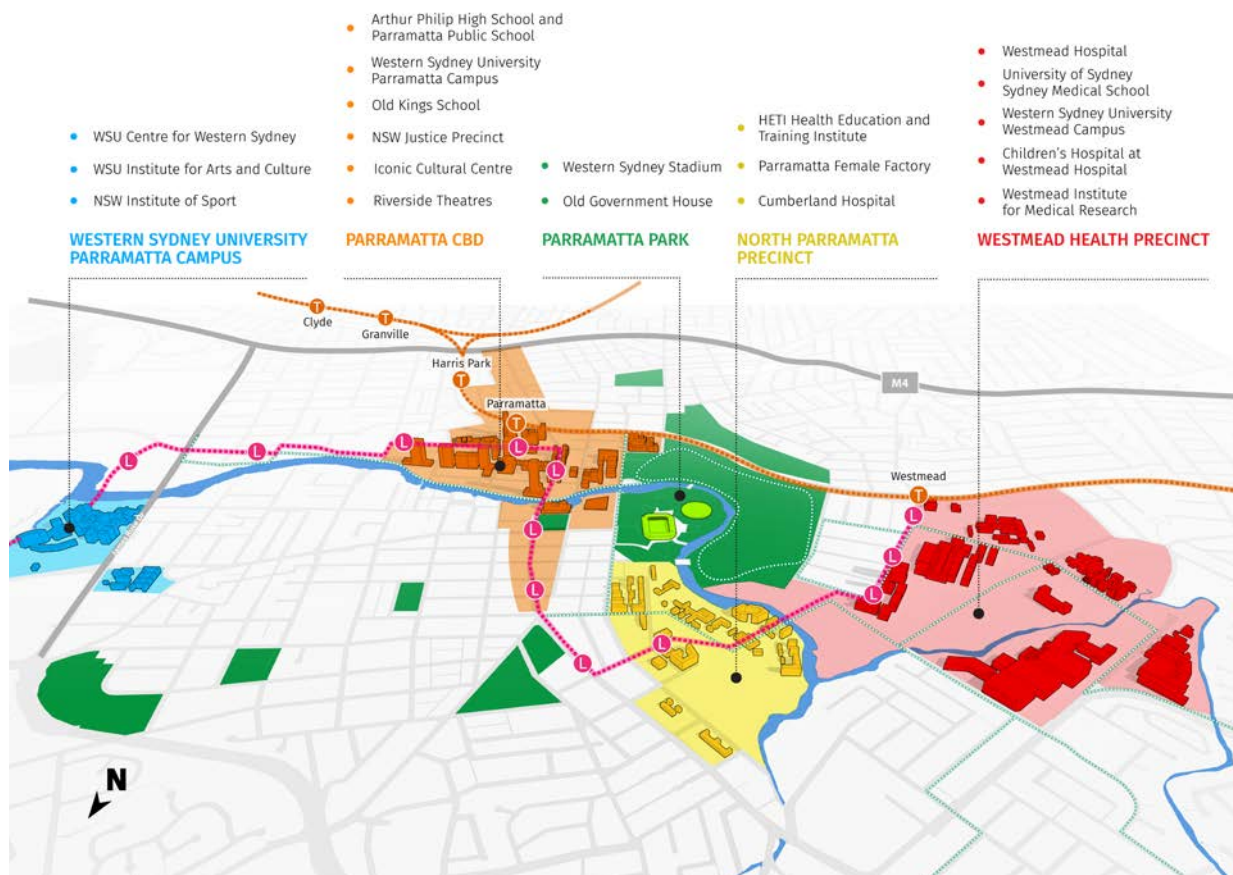 WSU Centre for Western Sydney
WSU Institute for Arts and Culture
NSW Institute of Sport
WESTERN SYDNEY UNIVERSITY
PARRAMATTA CAMPUS
Arthur Philip High School and
Parramatta Public School
Western Sydney University
Parramatta Campus
Old Kings School
NSW Justice Precinct
Iconic Cultural Centre
Riverside Theatres
PARRAMATTA CBD
Western Sydney Stadium
Old Government House
PARRAMATTA PARK
HETI Health Education and
Training Institute
Parramatta Female Factory
Cumberland Hospital
NORTH PARRAMATTA
PRECINCT
Westmead Hospital
University of Sydney
Sydney Medical School
Western Sydney University
Westmead Campus
Children's Hospital at
Westmead Hospital
Westmead Institute
for Medical Research
WESTMEAD HEALTH PRECINCT
T
Clyde
T
Granville
Harris Park
T
M4
Parramatta
T
L
L
L
L
L
Westmead
T
L
L
L
L
L
L
L
N